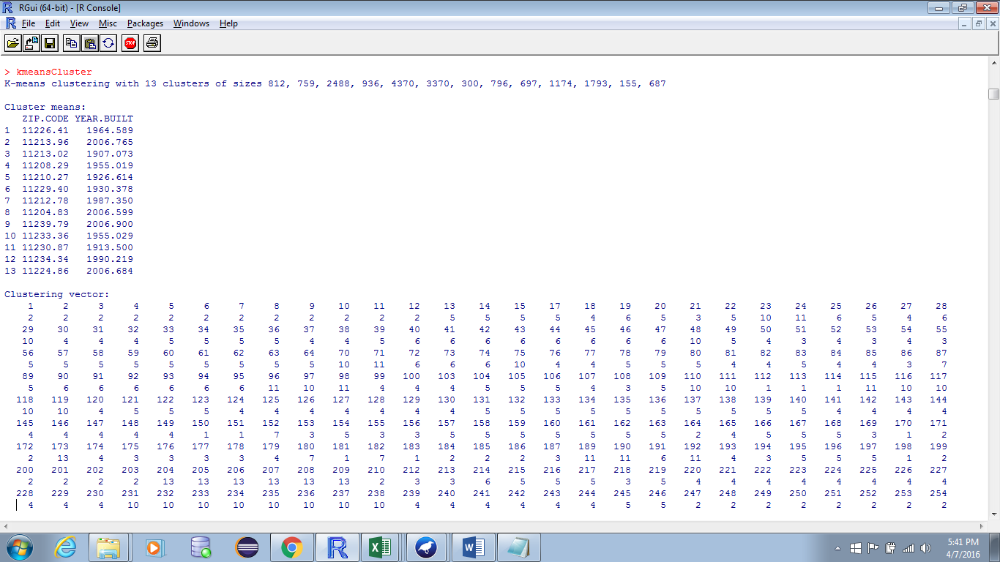 RGui (64-bit) - [R Console]
File Edit View Misc Packages Windows Help
STOP
> kmeansCluster
K-means clustering with 13 clusters of sizes 812, 759, 2488, 936, 4370, 3370, 300, 796, 697, 1174, 1793, 155, 687
Cluster means:
ZIP.CODE YEAR.BUILT
1 11226.41 1964.589
2 11213.96 2006.765
3 11213.02 1907.073
4 11208.29 1955.019
5 11210.27 1926.614
6 11229.40 1930.378
7 11212.78 1987.350
8 11204.83 2006.599
9 11239.79 2006.900
10 11233.36 1955.029
11 11230.87 1913.500
12 11234.34 1990.219
13 11224.86 2006.684
Clustering vector:
1 2 3 4 5 6 7 8 9 10 11 12 13 14 15 17 18 19 20 21 22 23 24 25 26 27 28
2 2 2 2 2 2 2 2 2 2 2 2 5 5 5 5 4 6 5 3 5 10 11 6 5 4 6
29 30 31 32 33 34 35 36 37 38 39 40 41 42 43 44 45 46 47 48 49 50 51 52 53 54 55
10 4 4 4 5 5 5 5 4 4 5 6 6 6 6 6 6 6 6 10 5 4 3 4 3 4 3
56 57 58 59 60 61 62 63 64 70 71 72 73 74 75 76 77 78 79 80 81 82 83 84 85 86 87
5 5 5 5 5 5 5 5 5 10 11 6 6 6 10 4 4 5 5 5 4 4 5 4 4 3 7
89 90 91 92 93 94 95 96 97 98 99 100 103 104 105 106 107 108 109 110 111 112 113 114 115 116 117
5 6 6 6 6 6 6 11 10 11 4 4 4 5 5 5 4 3 5 10 10 1 1 1 11 10 10
118 119 120 121 122 123 124 125 126 127 128 129 130 131 132 133 134 135 136 137 138 139 140 141 142 143 144
10 10 4 5 5 5 4 4 4 4 4 4 4 5 5 5 5 5 5 5 5 5 5 4 4 4 4
145 146 147 148 149 150 151 152 153 154 155 156 157 158 159 160 161 162 163 164 165 166 167 168 169 170 171
4 4 4 4 4 1 1 7 3 5 3 3 5 5 5 5 5 5 5 2 4 5 5 5 3 1 2
172 173 174 175 176 177 178 179 180 181 182 183 184 185 186 187 189 190 191 192 193 194 195 196 197 198 199
2 13 4 3 3 3 3 4 7 1 7 1 2 2 2 3 11 11 6 11 4 3 5 5 5 1 2
200 201 202 203 204 205 206 207 208 209 210 212 213 214 215 216 217 218 219 220 221 222 223 224 225 226 227
2 2 2 2 13 13 13 13 13 13 2 3 3 6 5 5 5 3 5 4 4 4 4 4 4 4 4
228 229 230 231 232 233 234 235 236 237 238 239 240 241 242 243 244 245 246 247 248 249 250 251 252 253 254
4 4 4 10 10 10 10 10 10 10 10 4 4 4 4 4 4 5 5 2 2 2 2 2 2 2 2
5:41 PM
4/7/2016